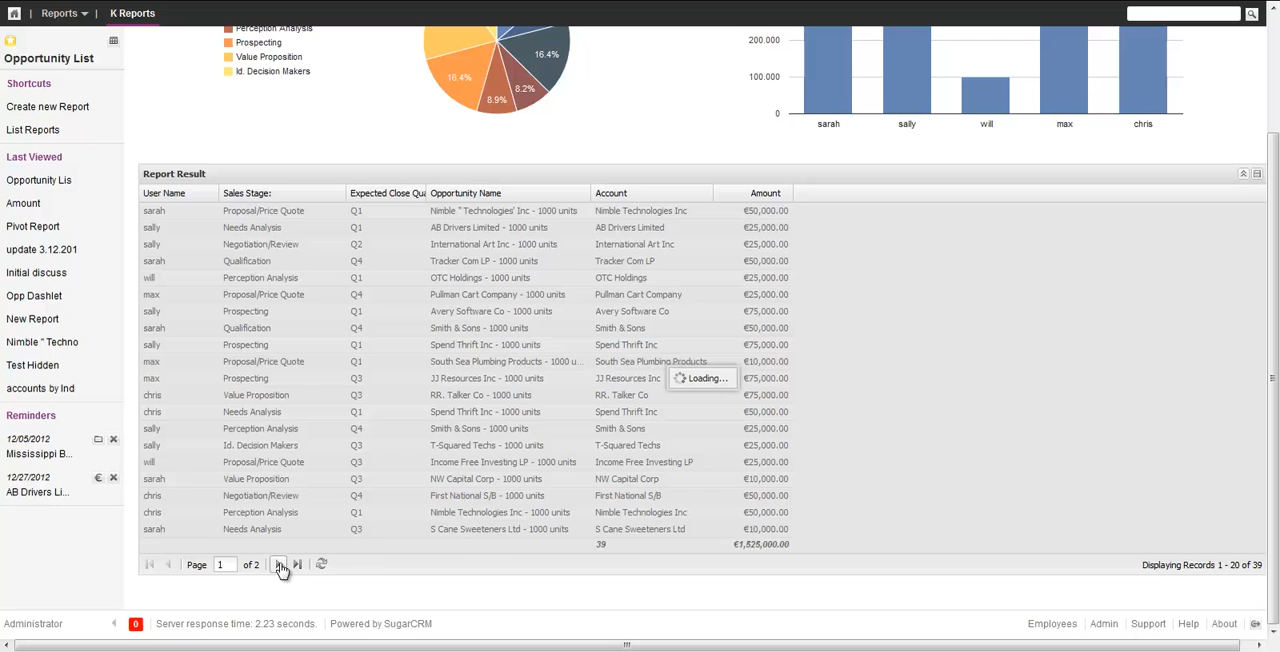 Reports K Reports
Opportunity List
Shortcuts
Create new Report
List Reports
Last Viewed
Opportunity Lis
Amount
Pivot Report
update 3.12.201
Initial discuss
Opp Dashlet
New Report
Nimble " Techno
Test Hidden
accounts by Ind
Reminders
12/05/2012
Mississippi B...
12/27/2012
€
AB Drivers Li...
Perception Analysis
Prospecting
Value Proposition
Id. Decision Makers
16.4%
16.4%
8.2%
8.9%
200.000
100.000
0
sarah sally will max chris
Report Result
User Name Sales Stage: Expected Close Qua Opportunity Name Account Amount
sarah Proposal/Price Quote Q1 Nimble " Technologies' Inc - 1000 units Nimble Technologies Inc €50,000.00
sally Needs Analysis Q1 AB Drivers Limited - 1000 units AB Drivers Limited €25,000.00
sally Negotiation/Review Q2 International Art Inc - 1000 units International Art Inc €25,000.00
sarah Qualification Q4 Tracker Com LP - 1000 units Tracker Com LP €50,000.00
will Perception Analysis Q1 OTC Holdings - 1000 units OTC Holdings €25,000.00
max Proposal/Price Quote Q4 Pullman Cart Company - 1000 units Pullman Cart Company €25,000.00
sally Prospecting Q1 Avery Software Co - 1000 units Avery Software Co €75,000.00
sarah Qualification Q4 Smith & Sons - 1000 units Smith & Sons €50,000.00
sally Prospecting Q1 Spend Thrift Inc - 1000 units Spend Thrift Inc €75,000.00
max Proposal/Price Quote Q1 South Sea Plumbing Products - 1000 u... South Sea Plumbing Products €10,000.00
max Prospecting Q3 JJ Resources Inc - 1000 units JJ Resources Inc €75,000.00
Loading...
chris Value Proposition Q3 RR. Talker Co - 1000 units RR. Talker Co €75,000.00
chris Needs Analysis Q1 Spend Thrift Inc - 1000 units Spend Thrift Inc €50,000.00
sally Perception Analysis Q4 Smith & Sons - 1000 units Smith & Sons €25,000.00
sally Id. Decision Makers Q3 T-Squared Techs - 1000 units T-Squared Techs €25,000.00
will Proposal/Price Quote Q3 Income Free Investing LP - 1000 units Income Free Investing LP €25,000.00
sarah Value Proposition Q3 NW Capital Corp - 1000 units NW Capital Corp €10,000.00
chris Negotiation/Review Q1 First National S/B - 1000 units First National S/B €50,000.00
chris Perception Analysis Q1 Nimble Technologies Inc - 1000 units Nimble Technologies Inc €50,000.00
sarah Needs Analysis Q3 S Cane Sweeteners Ltd - 1000 units S Cane Sweeteners Ltd €10,000.00
39 €1,525,000.00
Page 1 of 2 Displaying Records 1 - 20 of 39
Administrator 0 Server response time: 2.23 seconds. Powered by SugarCRM Employees Admin Support Help About